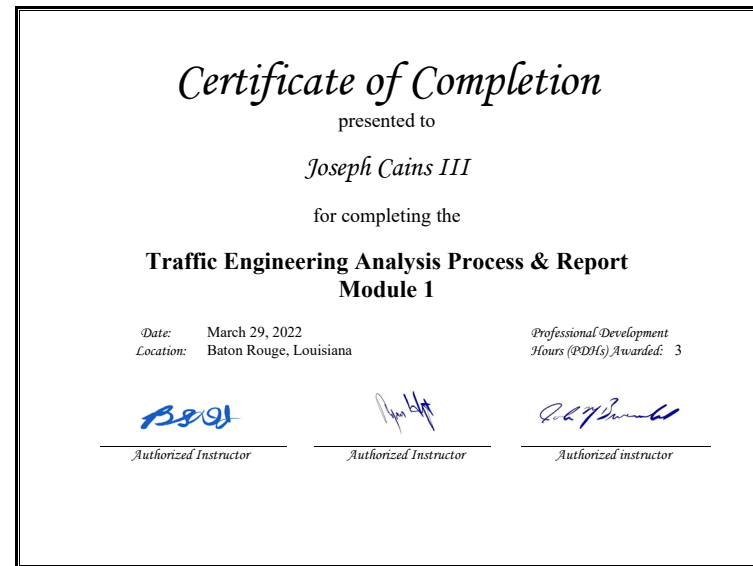 Certificate of Completion
presented to
Joseph Cains III
for completing the
Traffic Engineering Analysis Process & Report
Module 1
Date: March 29, 2022
Location: Baton Rouge, Louisiana
Professional Development
Hours (PDHs) Awarded: 3
Authorized Instructor
Authorized Instructor
Authorized instructor